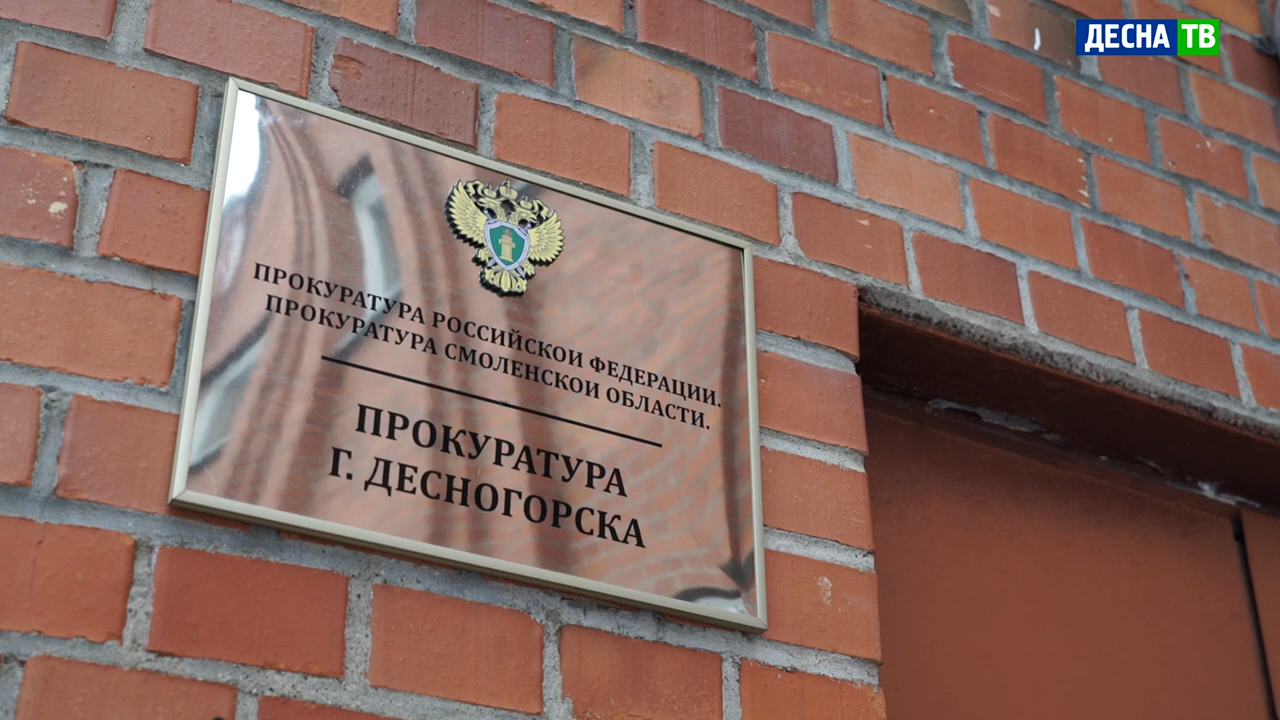 ДЕСНА ТВ
ПРОКУРАТУРА РОССИЙСКОЙ ФЕДЕРАЦИИ.
ПРОКУРАТУРА СМОЛЕНСКОЙ ОБЛАСТИ.
ПРОКУРАТУРА
Г. ДЕСНОГОРСКА